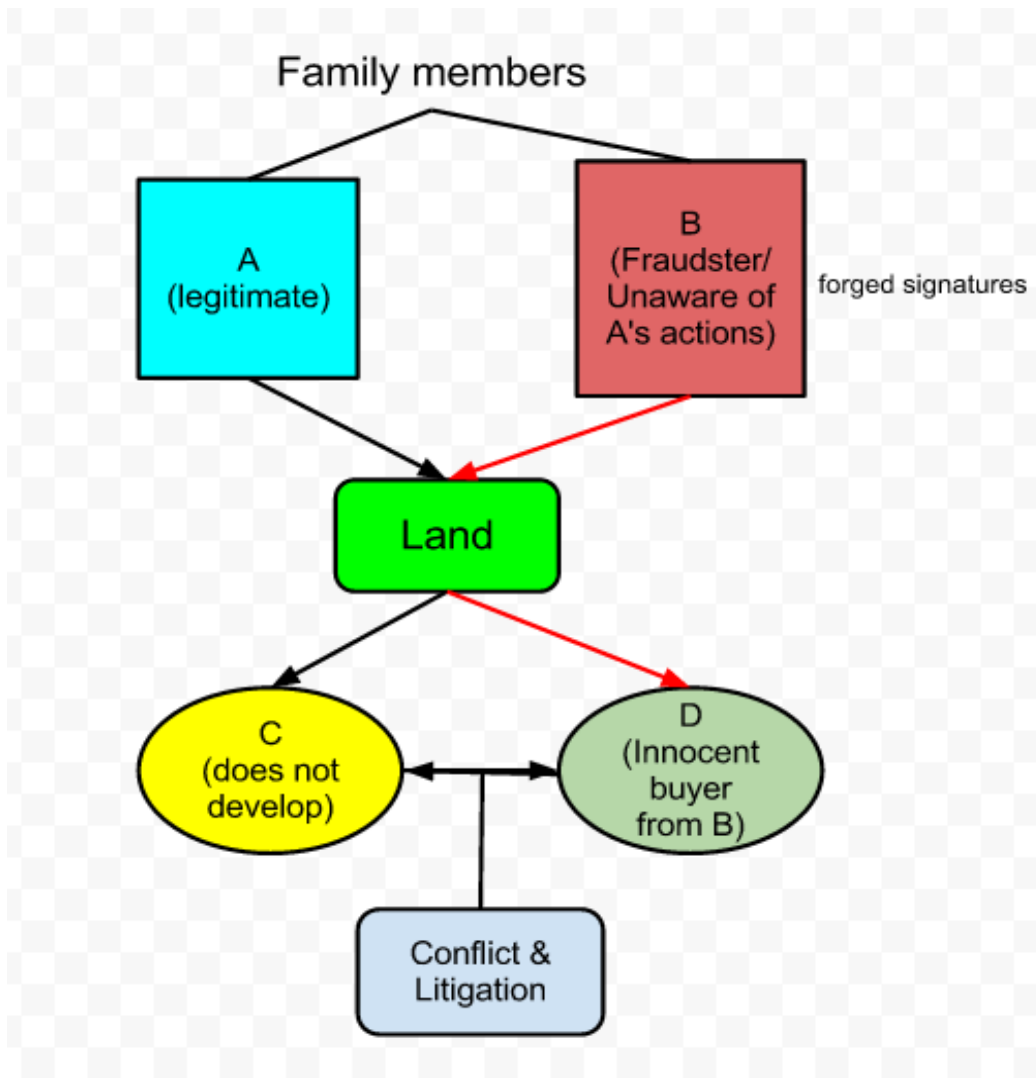 Family members
A
(legitimate)
B
(Fraudster/
Unaware of
A's actions)
forged signatures
Land
C
(does not
develop)
D
(Innocent
buyer
from B)
Conflict &
Litigation